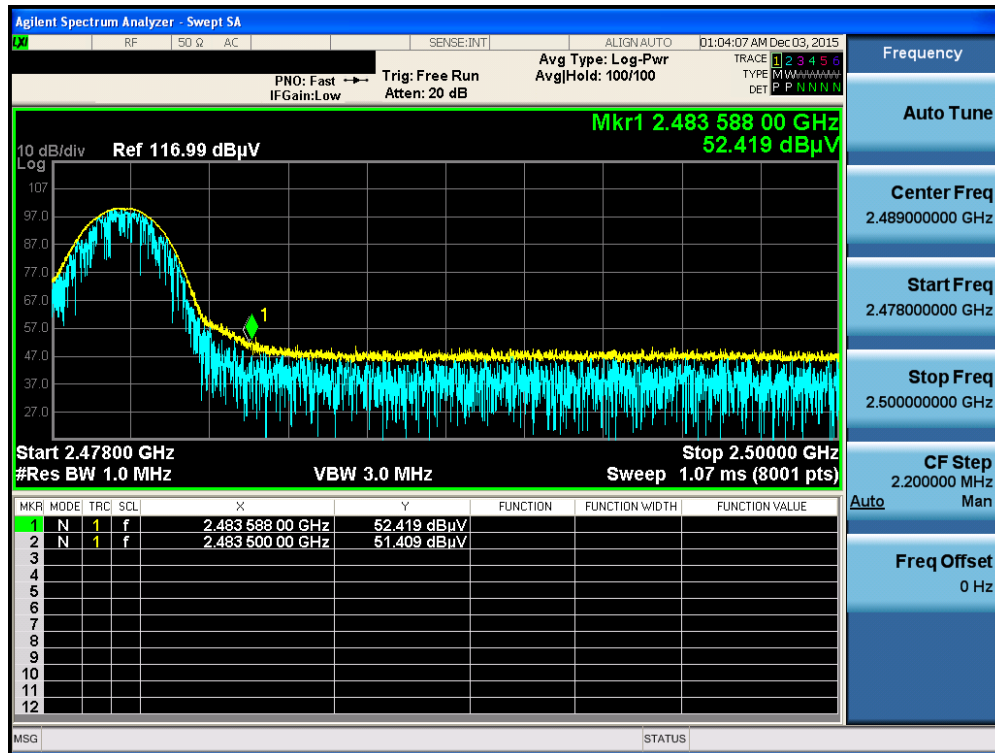 Agilent Spectrum Analyzer - Swept SA
LXI RF 50 Ω AC SENSE:INT ALIGN AUTO 01:04:07 AM Dec 03, 2015
Frequency
Avg Type: Log-Pwr TRACE 1 2 3 4 5 6
PNO: Fast Trig: Free Run Avg|Hold: 100/100 TYPE M W
IFGain:Low Atten: 20 dB DET P P N N N N
Auto Tune
Mkr1 2.483 588 00 GHz
52.419 dBµV
10 dB/div Ref 116.99 dBµV
Log
107
97.0
87.0
77.0
67.0
57.0
47.0
37.0
27.0
1
Center Freq
2.489000000 GHz
Start Freq
2.478000000 GHz
Stop Freq
2.500000000 GHz
Start 2.47800 GHz Stop 2.50000 GHz
#Res BW 1.0 MHz VBW 3.0 MHz Sweep 1.07 ms (8001 pts)
CF Step
2.200000 MHz
Auto Man
MKR MODE TRC SCL X Y FUNCTION FUNCTION WIDTH FUNCTION VALUE
1 N 1 f 2.483 588 00 GHz 52.419 dBµV
2 N 1 f 2.483 500 00 GHz 51.409 dBµV
3
4
5
6
7
8
9
10
11
12
Freq Offset
0 Hz
MSG STATUS